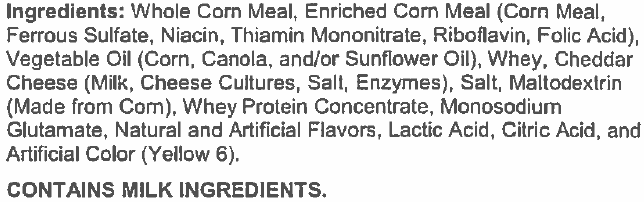 Ingredients: Whole Corn Meal, Enriched Corn Meal (Corn Meal,
Ferrous Sulfate, Niacin, Thiamin Mononitrate, Riboflavin, Folic Acid),
Vegetable Oil (Corn, Canola, and/or Sunflower Oil), Whey, Cheddar
Cheese (Milk, Cheese Cultures, Salt, Enzymes), Salt, Maltodextrin
(Made from Corn), Whey Protein Concentrate, Monosodium
Glutamate, Natural and Artificial Flavors, Lactic Acid, Citric Acid, and
Artificial Color (Yellow 6).
CONTAINS MILK INGREDIENTS.